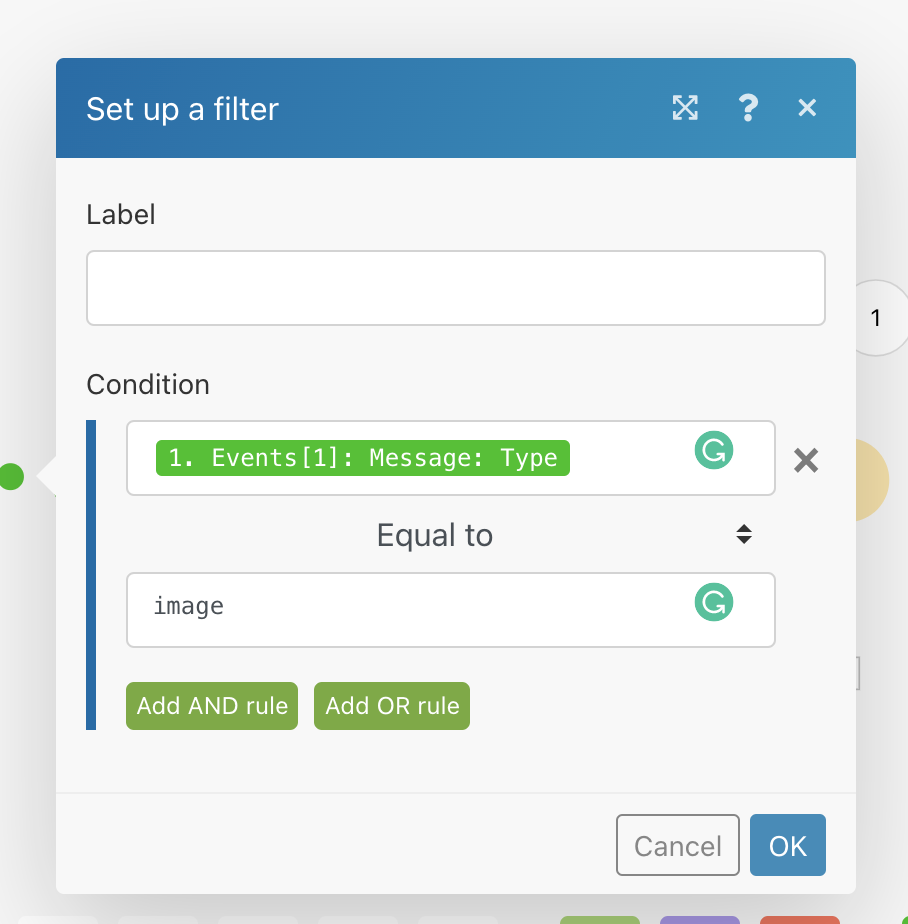 Set up a filter
Label
1
Condition
1. Events[1]: Message: Type
Equal to
image
Add AND rule
Add OR rule
Cancel
OK